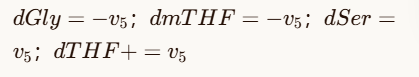 dGly = −v₅; dmTHF = −v₅; dSer =
v₅; dTHF+ = v₅